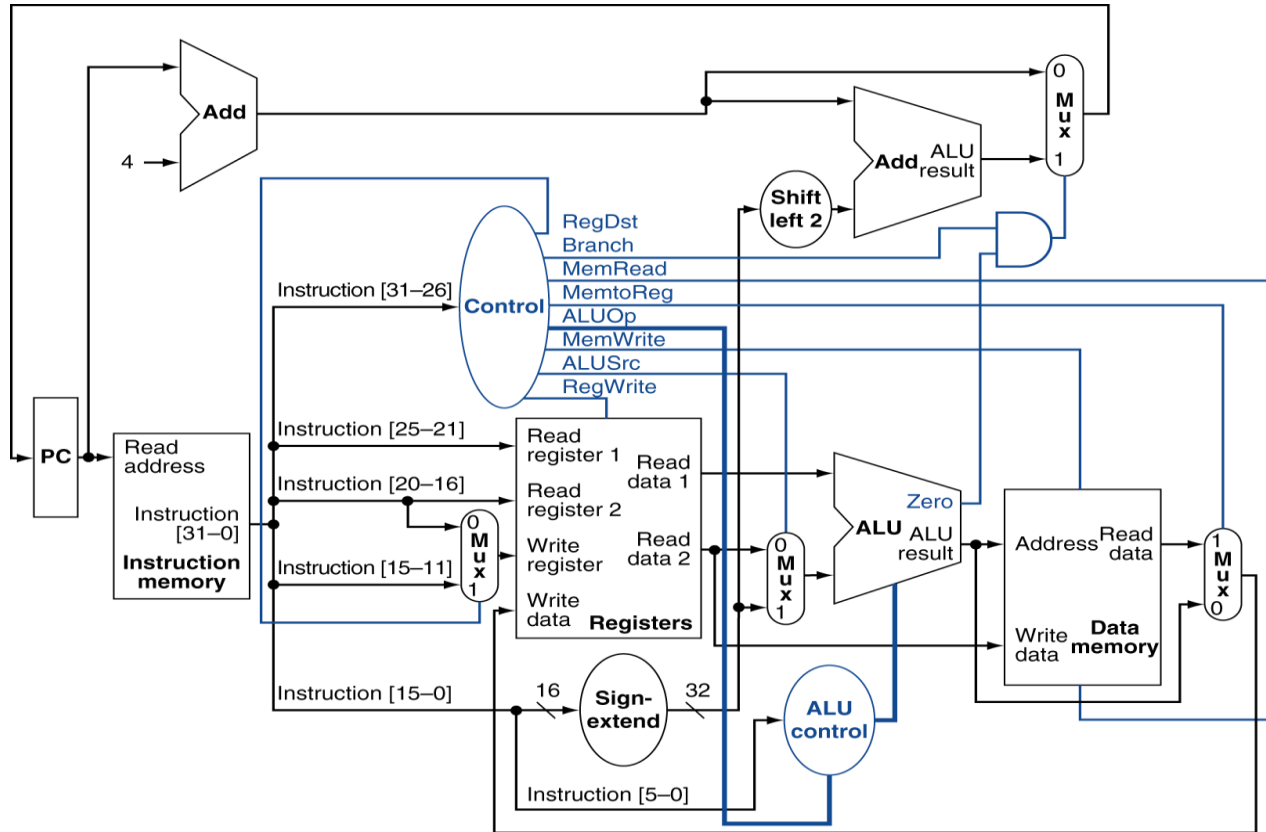 Add
4
Add
ALU
result
0
Mux
1
Shift
left 2
RegDst
Branch
MemRead
MemtoReg
ALUOp
MemWrite
ALUSrc
RegWrite
Control
Instruction [31–26]
Instruction [25–21]
Instruction [20–16]
Instruction [15–11]
Instruction [15–0]
PC
Read
address
Instruction
[31–0]
Instruction
memory
0
Mux
1
Read
register 1
Read
register 2
Write
register
Write
data
Read
data 1
Read
data 2
Registers
0
Mux
1
Zero
ALU
ALU
result
Address
Read
data
Write
data
Data
memory
1
Mux
0
16
Sign-
extend
32
ALU
control
Instruction [5–0]